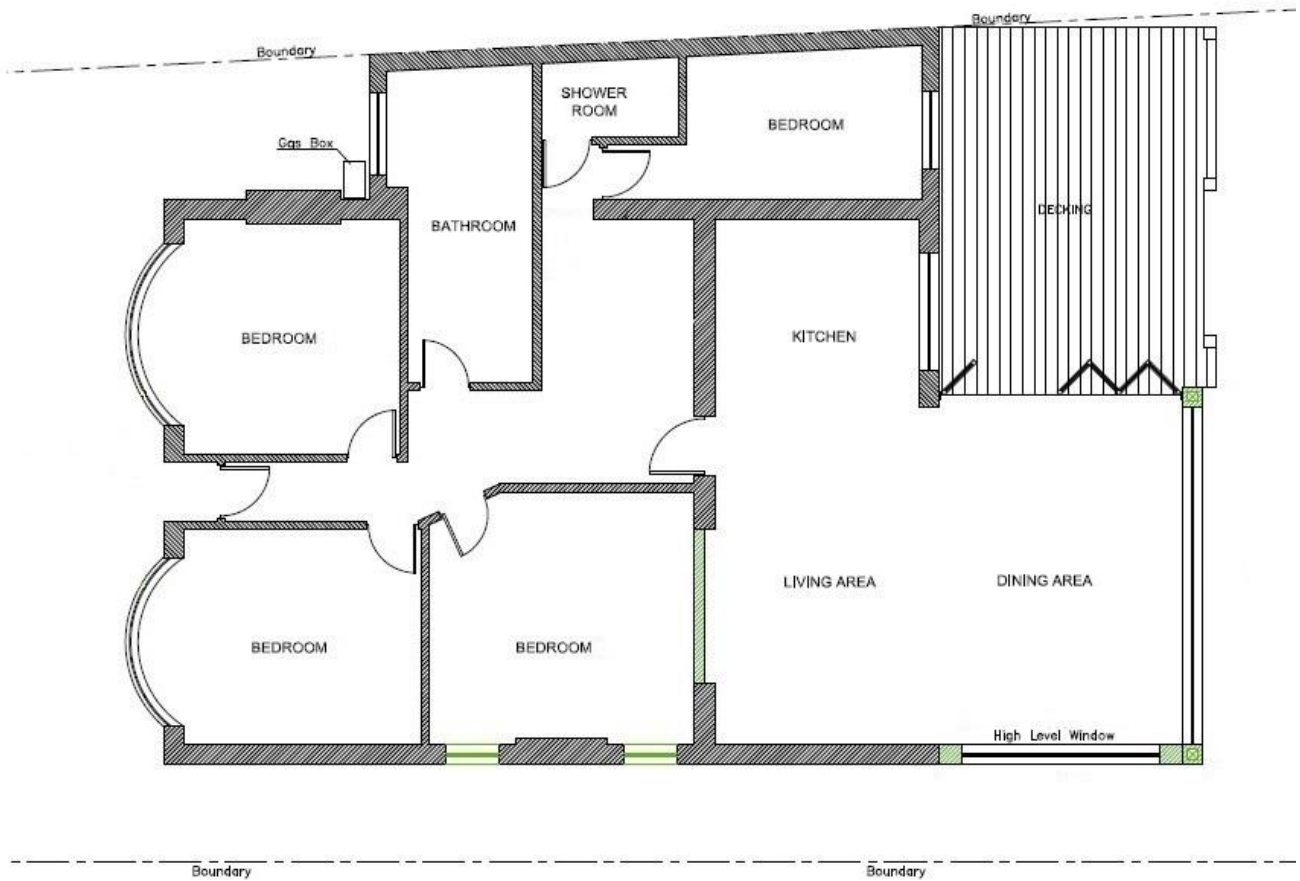 Boundary
Boundary
SHOWER
ROOM
BEDROOM
Gas Box
DECKING
BATHROOM
BEDROOM
KITCHEN
LIVING AREA
DINING AREA
BEDROOM
BEDROOM
High Level Window
Boundary
Boundary